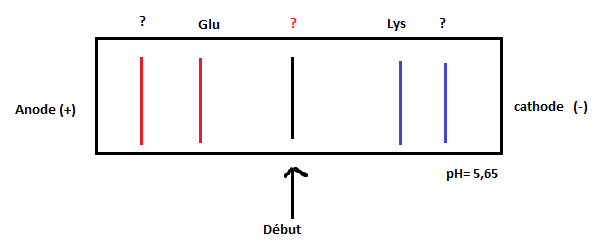 ? Glu ? Lys ?
Anode (+) cathode (-)
pH= 5,65
Début